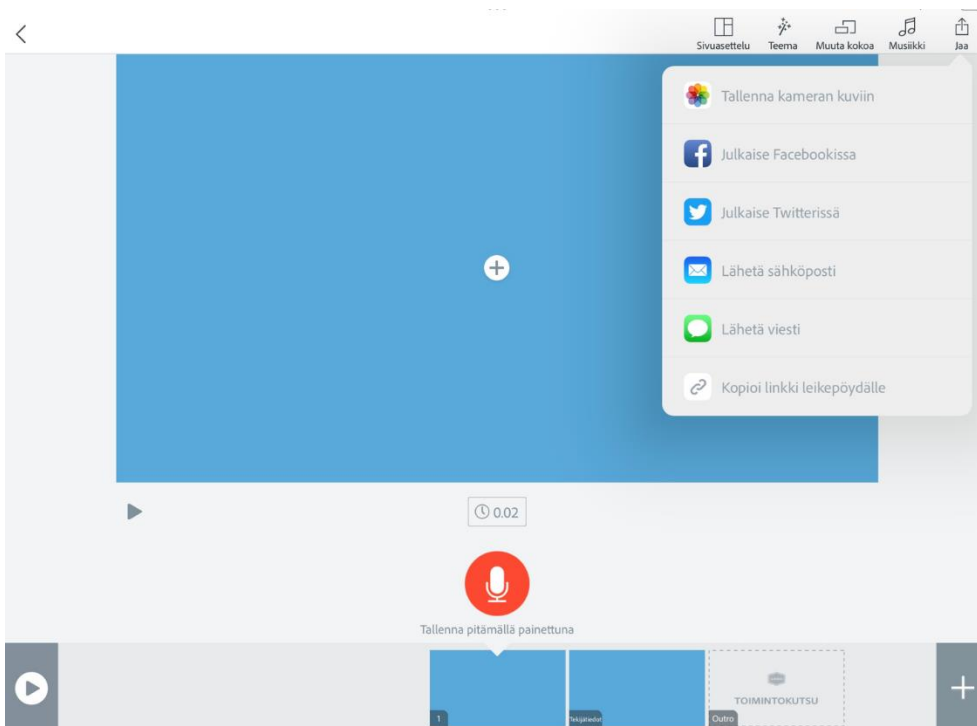 Sivuasettelu
Teema
Muuta kokoa
Musiikki
Jaa
Tallenna kameran kuviin
Julkaise Facebookissa
Julkaise Twitterissä
Lähetä sähköposti
Lähetä viesti
Kopioi linkki leikepöydälle
0.02
Tallenna pitämällä painettuna
1
Tekijätiedot
TOIMINTOKUTSU
Outro